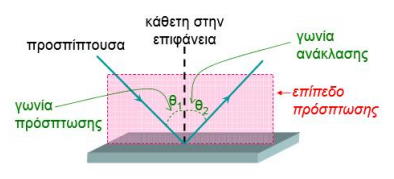 κάθετη στην
επιφάνεια
προσπίπτουσα
γωνία
ανάκλασης
θ1
θ2
γωνία
πρόσπτωσης
επίπεδο
πρόσπτωσης